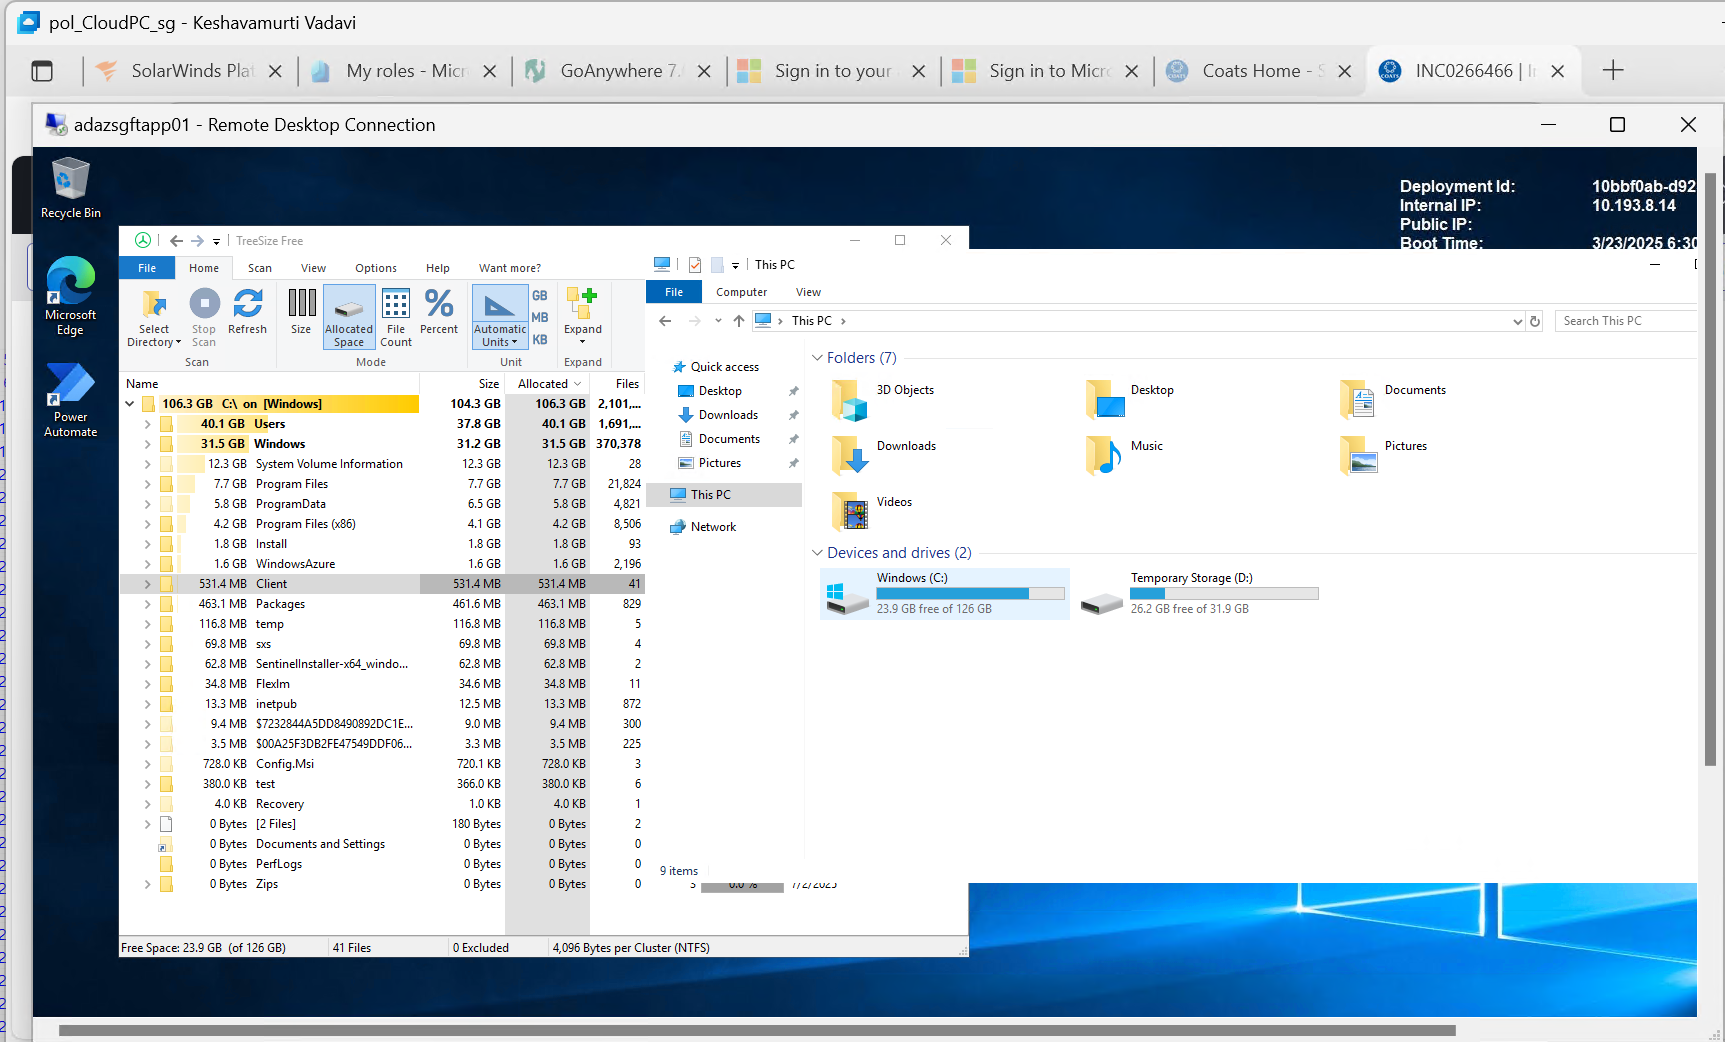 pol_CloudPC_sg - Keshavamurti Vadavi
SolarWinds Plat
My roles - Micr
GoAnywhere 7.
Sign in to your
Sign in to Micro
Coats Home - S
INC0266466 | I
adazsgftapp01 - Remote Desktop Connection
Recycle Bin
Microsoft
Edge
Power
Automate
Deployment Id: 10bbf0ab-d92
Internal IP: 10.193.8.14
Public IP:
Boot Time: 3/23/2025 6:30
TreeSize Free
File Home Scan View Options Help Want more?
Select
Directory
Stop
Scan
Refresh
Size
Allocated
Space
File
Count
Percent
Automatic
Units
GB
MB
KB
Expand
Scan Mode Unit Expand
Name Size Allocated Files
106.3 GB C:\ on [Windows] 104.3 GB 106.3 GB 2,101,...
40.1 GB Users 37.8 GB 40.1 GB 1,691,...
31.5 GB Windows 31.2 GB 31.5 GB 370,378
12.3 GB System Volume Information 12.3 GB 12.3 GB 28
7.7 GB Program Files 7.7 GB 7.7 GB 21,824
5.8 GB ProgramData 6.5 GB 5.8 GB 4,821
4.2 GB Program Files (x86) 4.1 GB 4.2 GB 8,506
1.8 GB Install 1.8 GB 1.8 GB 93
1.6 GB WindowsAzure 1.6 GB 1.6 GB 2,196
531.4 MB Client 531.4 MB 531.4 MB 41
463.1 MB Packages 461.6 MB 463.1 MB 829
116.8 MB temp 116.8 MB 116.8 MB 5
69.8 MB sxs 69.8 MB 69.8 MB 4
62.8 MB SentinelInstaller-x64_windo... 62.8 MB 62.8 MB 2
34.8 MB Flexlm 34.6 MB 34.8 MB 11
13.3 MB inetpub 12.5 MB 13.3 MB 872
9.4 MB $7232844A5DD8490892DC1E... 9.0 MB 9.4 MB 300
3.5 MB $00A25F3DB2FE47549DDF06... 3.3 MB 3.5 MB 225
728.0 KB Config.Msi 720.1 KB 728.0 KB 3
380.0 KB test 366.0 KB 380.0 KB 6
4.0 KB Recovery 1.0 KB 4.0 KB 1
0 Bytes [2 Files] 180 Bytes 0 Bytes 2
0 Bytes Documents and Settings 0 Bytes 0 Bytes 0
0 Bytes PerfLogs 0 Bytes 0 Bytes 0
0 Bytes Zips 0 Bytes 0 Bytes 0
3 0.0 % 7/2/2025
Free Space: 23.9 GB (of 126 GB) 41 Files 0 Excluded 4,096 Bytes per Cluster (NTFS)
This PC
File Computer View
This PC
Search This PC
Quick access
Desktop
Downloads
Documents
Pictures
This PC
Network
Folders (7)
3D Objects
Desktop
Documents
Downloads
Music
Pictures
Videos
Devices and drives (2)
Windows (C:)
23.9 GB free of 126 GB
Temporary Storage (D:)
26.2 GB free of 31.9 GB
9 items